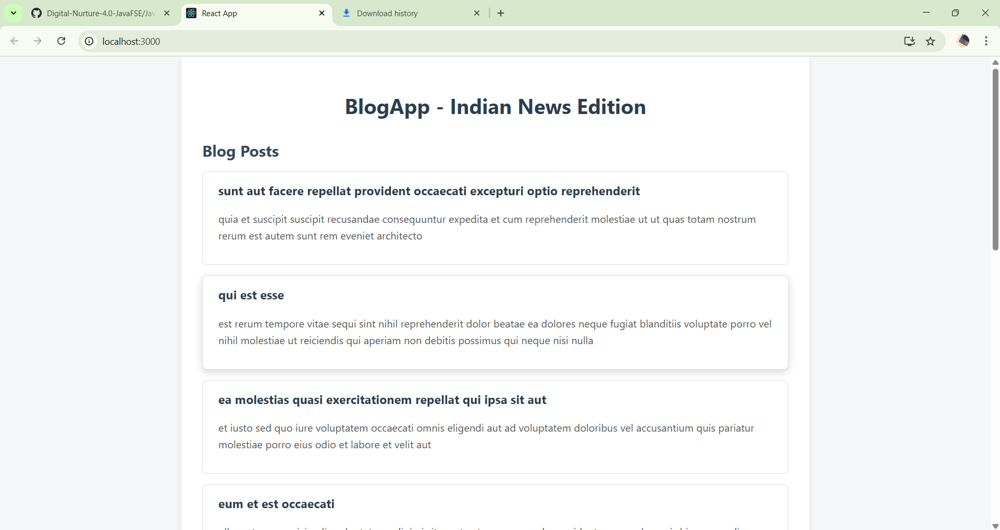 Digital-Nurture-4.0-JavaFSE/Jav
React App
Download history
localhost:3000
BlogApp - Indian News Edition
Blog Posts
sunt aut facere repellat provident occaecati excepturi optio reprehenderit
quia et suscipit suscipit recusandae consequuntur expedita et cum reprehenderit molestiae ut ut quas totam nostrum
rerum est autem sunt rem eveniet architecto
qui est esse
est rerum tempore vitae sequi sint nihil reprehenderit dolor beatae ea dolores neque fugiat blanditiis voluptate porro vel
nihil molestiae ut reiciendis qui aperiam non debitis possimus qui neque nisi nulla
ea molestias quasi exercitationem repellat qui ipsa sit aut
et iusto sed quo iure voluptatem occaecati omnis eligendi aut ad voluptatem doloribus vel accusantium quis pariatur
molestiae porro eius odio et labore et velit aut
eum et est occaecati